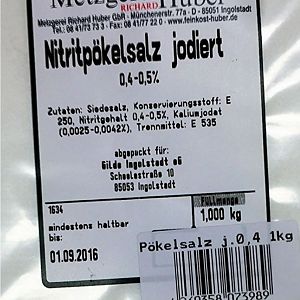 Metzg Huber
RICHARD
Metzgerei Richard Huber GbR - Münchenerstr. 77a - D - 85051 Ingolstadt
Tel.: 08 41/73 73 3 - Fax: 08 41/77 22 0 - www.feinkost-huber.de
Nitritpökelsalz jodiert
0,4-0,5%
Zutaten: Siedesalz, Konservierungsstoff: E
250, Nitritgehalt 0,4-0,5%, Kaliumjodat
(0,0025-0,0042%), Trennmittel: E 535
abgepackt für:
Gilde Ingolstadt eG
Schoelsstraße 10
85053 Ingolstadt
1634
Füllmenge
1,000 kg
mindestens haltbar
bis:
01.09.2016
Pökelsalz j.0,4 1kg